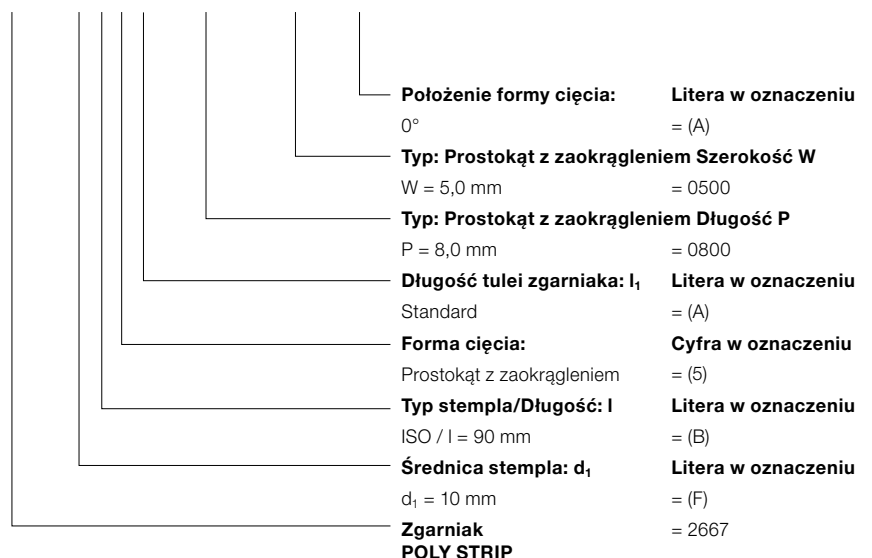 Położenie formy cięcia: Litera w oznaczeniu
0° = (A)
Typ: Prostokąt z zaokrągleniem Szerokość W
W = 5,0 mm = 0500
Typ: Prostokąt z zaokrągleniem Długość P
P = 8,0 mm = 0800
Długość tulei zgarniaka: l₁ Litera w oznaczeniu
Standard = (A)
Forma cięcia: Cyfra w oznaczeniu
Prostokąt z zaokrągleniem = (5)
Typ stempla/Długość: l Litera w oznaczeniu
ISO / l = 90 mm = (B)
Średnica stempla: d₁ Litera w oznaczeniu
d₁ = 10 mm = (F)
Zgarniak = 2667
POLY STRIP